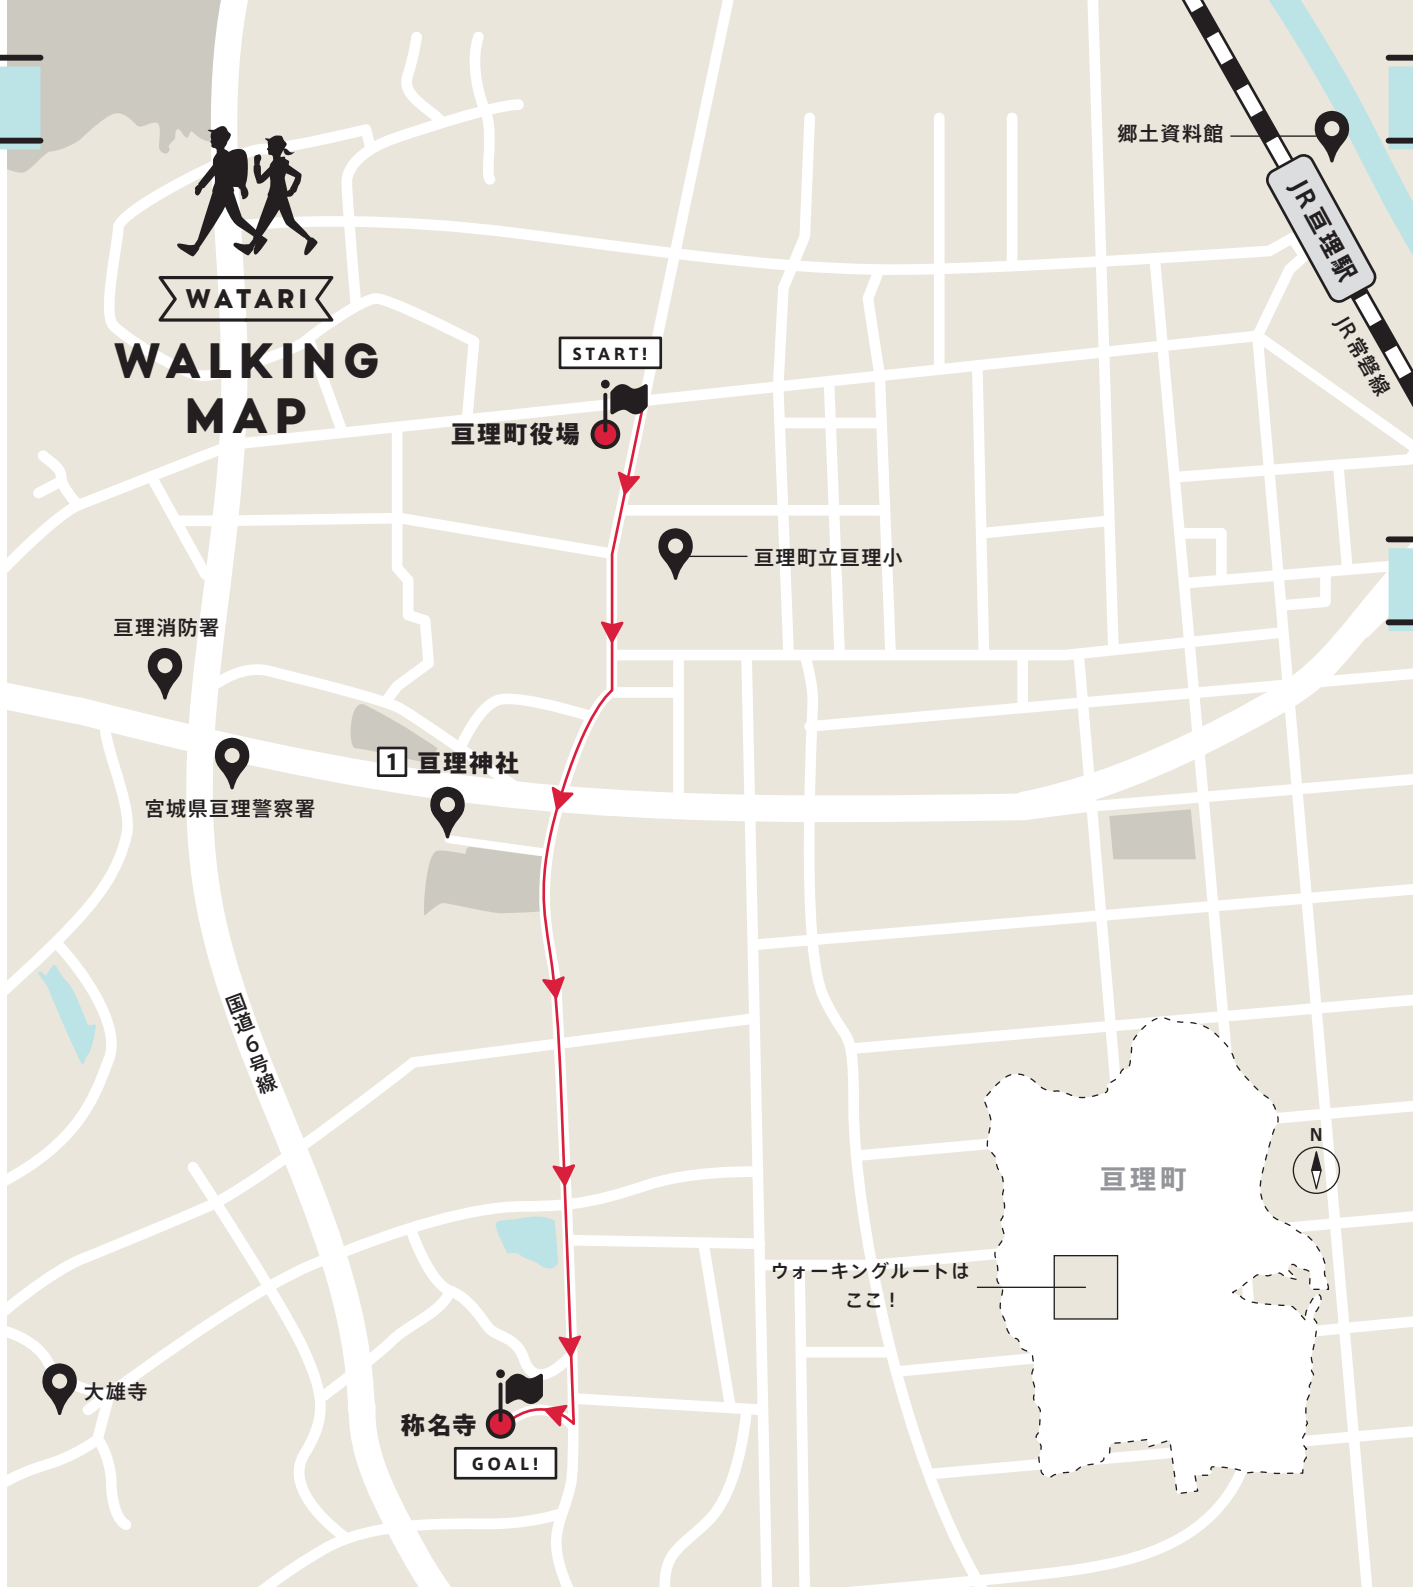 郷土資料館
JR亘理駅
JR常磐線
WATARI
WALKING
MAP
START!
亘理町役場
亘理町立亘理小
亘理消防署
1 亘理神社
宮城県亘理警察署
国道6号線
N
亘理町
ウォーキングルートは
ここ!
大雄寺
称名寺
GOAL!